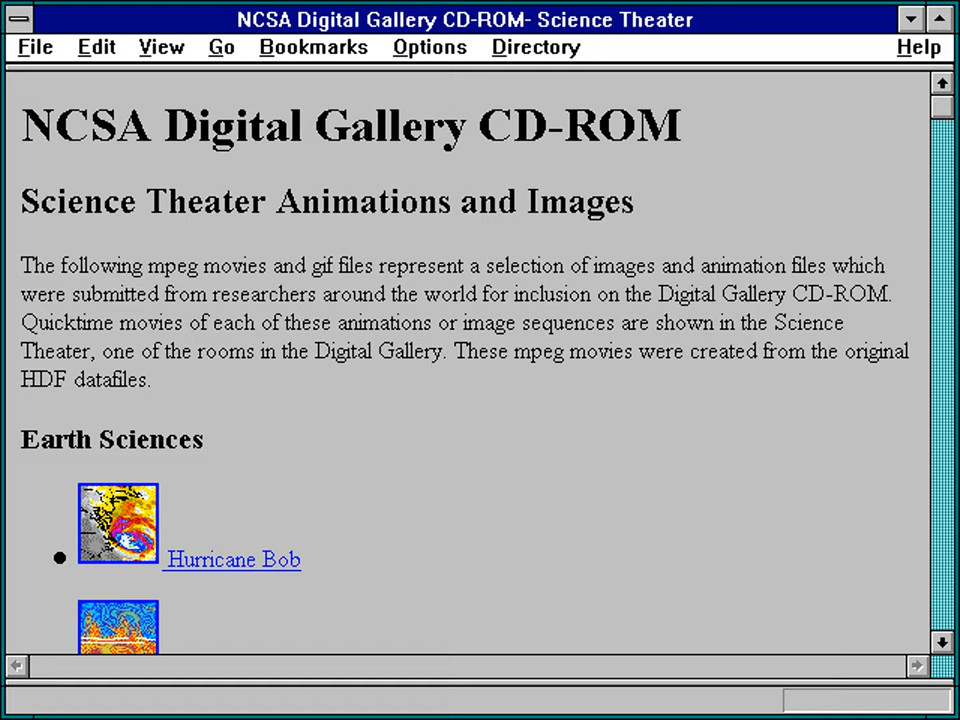 NCSA Digital Gallery CD-ROM- Science Theater
File Edit View Go Bookmarks Options Directory Help
NCSA Digital Gallery CD-ROM
Science Theater Animations and Images
The following mpeg movies and gif files represent a selection of images and animation files which
were submitted from researchers around the world for inclusion on the Digital Gallery CD-ROM.
Quicktime movies of each of these animations or image sequences are shown in the Science
Theater, one of the rooms in the Digital Gallery. These mpeg movies were created from the original
HDF datafiles.
Earth Sciences
Hurricane Bob